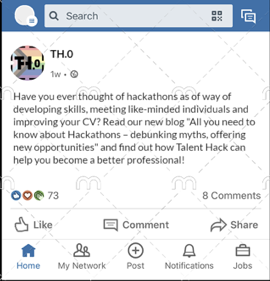 Search
TH.0
TH.0
1w •
Have you ever thought of hackathons as of way of
developing skills, meeting like-minded individuals and
improving your CV? Read our new blog "All you need to
know about Hackathons – debunking myths, offering
new opportunities" and find out how Talent Hack can
help you become a better professional!
73 8 Comments
Like Comment Share
Home My Network Post Notifications Jobs